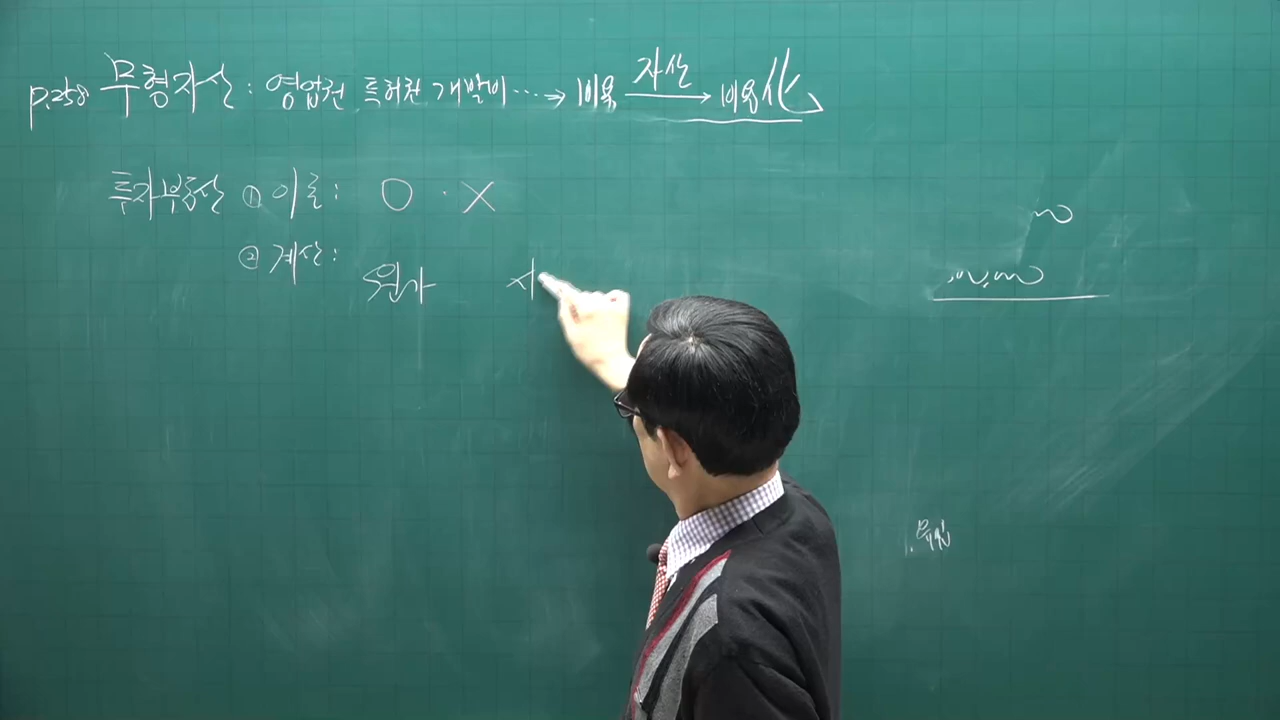 p.258 무형자산 : 영업권 특허권 개발비 ··· → 비용 자산 → 비용化
투자부동산 ① 이론 : O · X
② 계산 :
원가